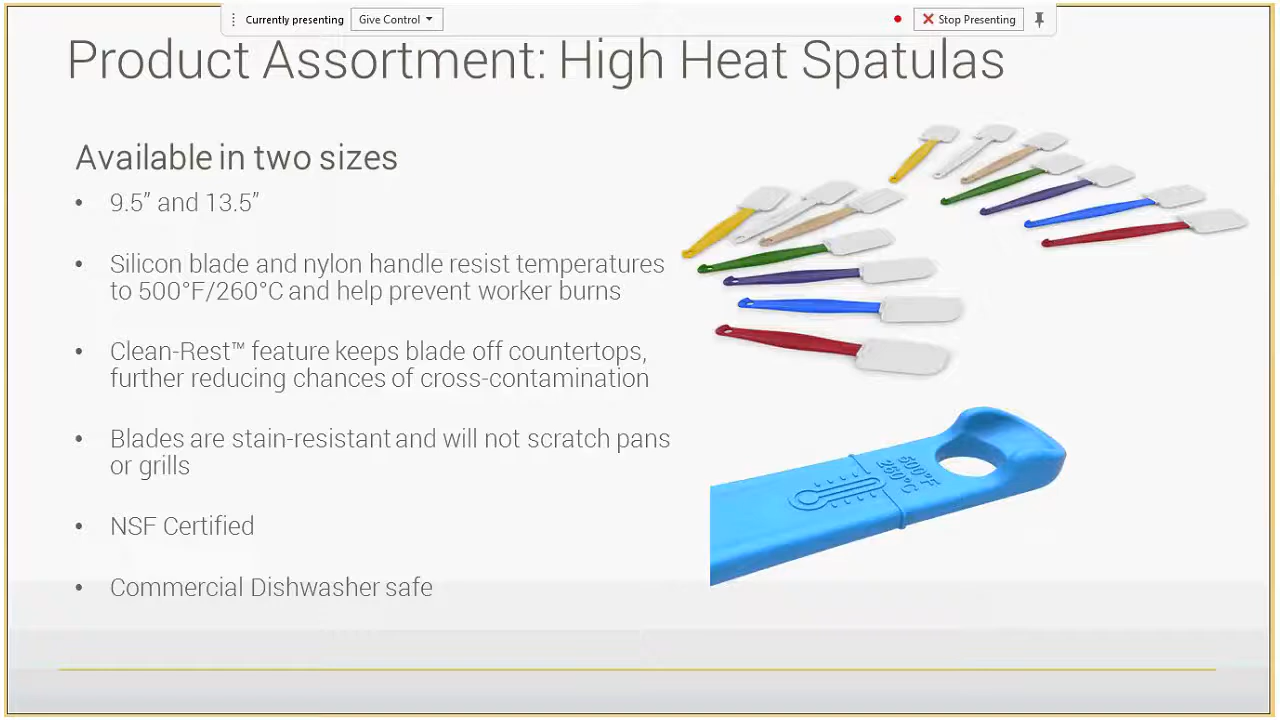 Currently presenting
Give Control
Stop Presenting
Product Assortment: High Heat Spatulas
Available in two sizes
• 9.5” and 13.5”
• Silicon blade and nylon handle resist temperatures
to 500°F/260°C and help prevent worker burns
• Clean-Rest™ feature keeps blade off countertops,
further reducing chances of cross-contamination
• Blades are stain-resistant and will not scratch pans
or grills
• NSF Certified
• Commercial Dishwasher safe
500°F
260°C